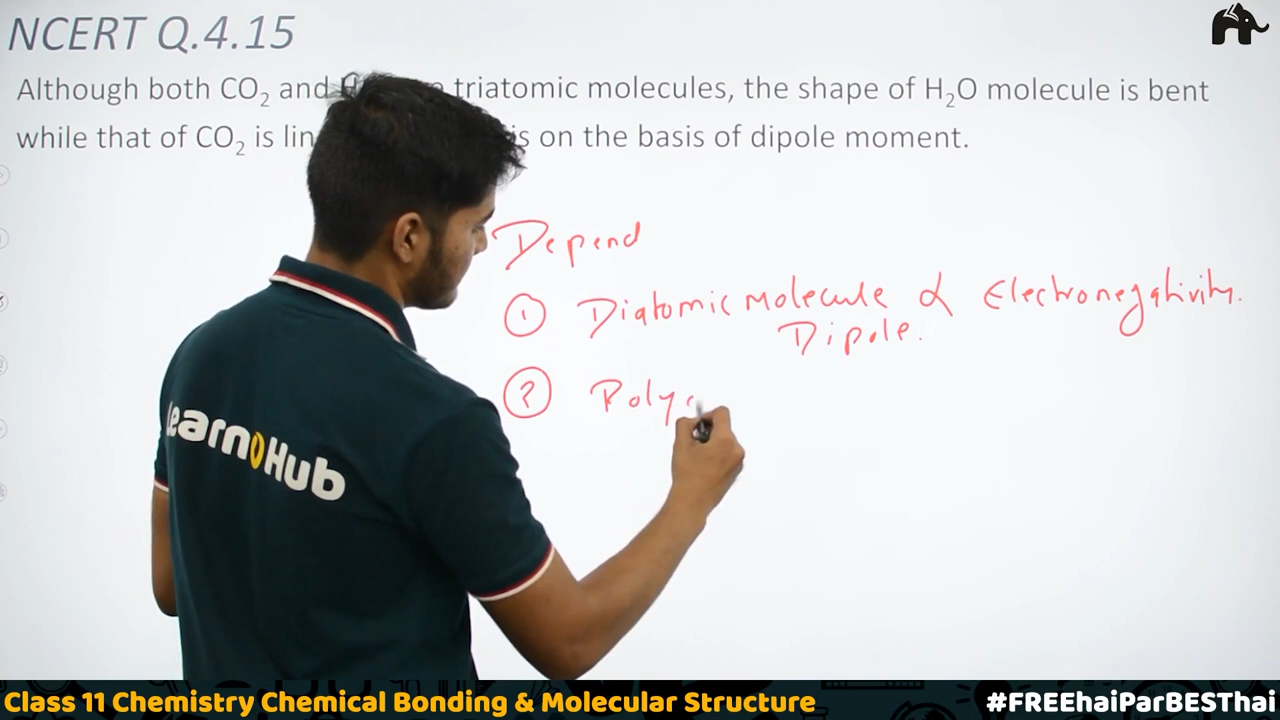 NCERT Q.4.15
Although both CO₂ and triatomic molecules, the shape of H₂O molecule is bent
while that of CO₂ is on the basis of dipole moment.
Depend
① Diatomic Molecule α Electronegativity.
Dipole.
② Poly
LearnoHub
Class 11 Chemistry Chemical Bonding & Molecular Structure
#FREEhaiParBESThai